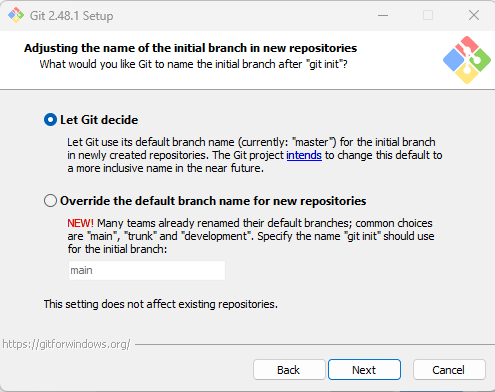 Git 2.48.1 Setup
Adjusting the name of the initial branch in new repositories
What would you like Git to name the initial branch after "git init"?
Let Git decide
Let Git use its default branch name (currently: "master") for the initial branch
in newly created repositories. The Git project intends to change this default to
a more inclusive name in the near future.
Override the default branch name for new repositories
NEW! Many teams already renamed their default branches; common choices
are "main", "trunk" and "development". Specify the name "git init" should use
for the initial branch:
main
This setting does not affect existing repositories.
https://gitforwindows.org/
Back
Next
Cancel